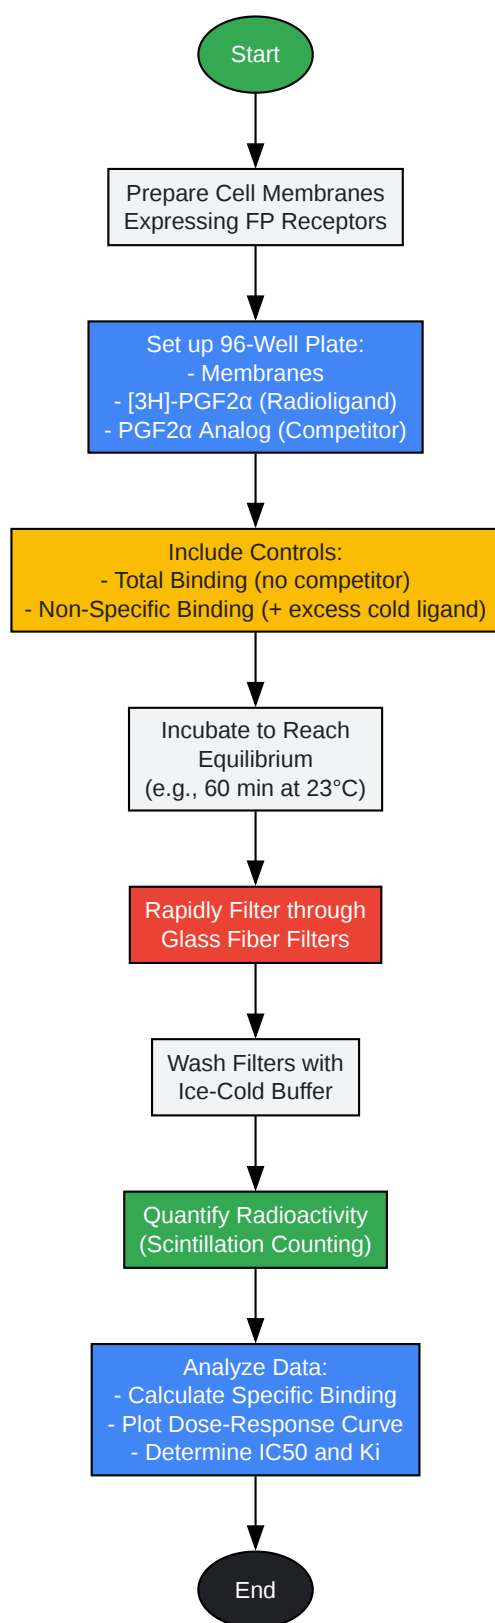 Start
Prepare Cell Membranes
Expressing FP Receptors
Set up 96-Well Plate:
- Membranes
- [3H]-PGF2α (Radioligand)
- PGF2α Analog (Competitor)
Include Controls:
- Total Binding (no competitor)
- Non-Specific Binding (+ excess cold ligand)
Incubate to Reach
Equilibrium
(e.g., 60 min at 23°C)
Rapidly Filter through
Glass Fiber Filters
Wash Filters with
Ice-Cold Buffer
Quantify Radioactivity
(Scintillation Counting)
Analyze Data:
- Calculate Specific Binding
- Plot Dose-Response Curve
- Determine IC50 and Ki
End